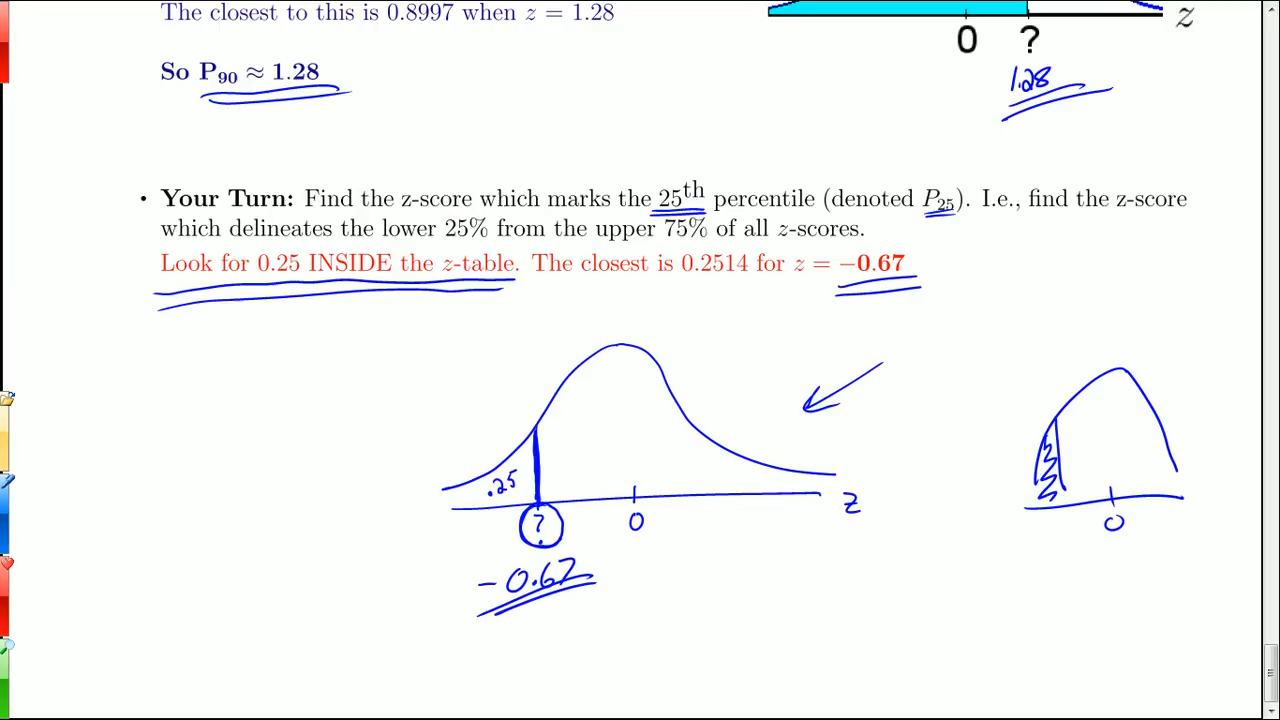 The closest to this is 0.8997 when z = 1.28
z
0 ?
So P90 ≈ 1.28
1.28
• Your Turn: Find the z-score which marks the 25th percentile (denoted P25). I.e., find the z-score
which delineates the lower 25% from the upper 75% of all z-scores.
Look for 0.25 INSIDE the z-table. The closest is 0.2514 for z = −0.67
.25
z
? 0
0
-0.67